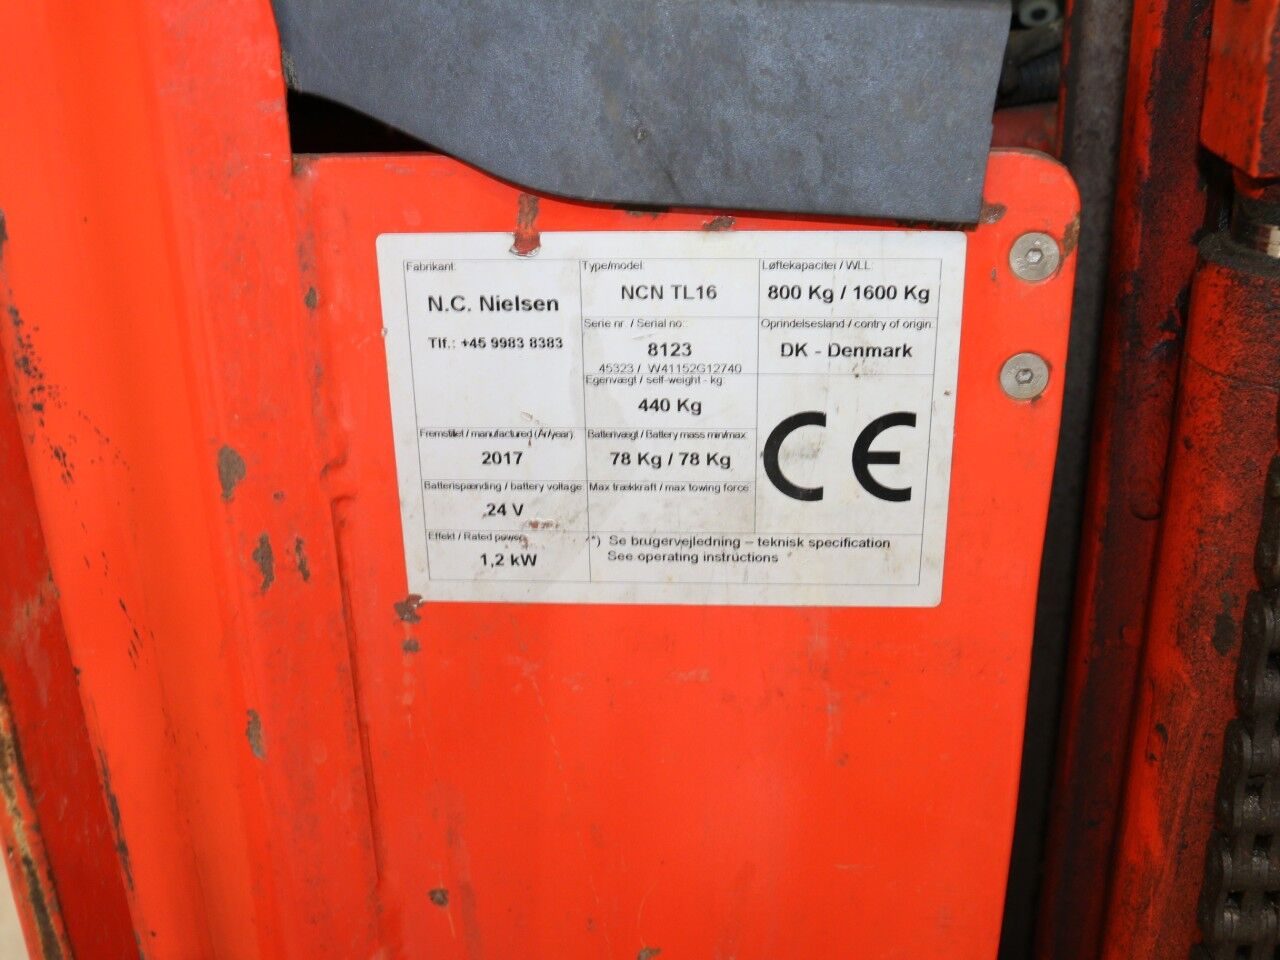 Fabrikant:
N.C. Nielsen
Tlf.: +45 9983 8383
Type/model:
NCN TL16
Løftekapacitet / WLL:
800 Kg / 1600 Kg
Serie nr. / Serial no.:
8123
45323 / W41152G12740
Oprindelsesland / contry of origin:
DK - Denmark
Egenvægt / self-weight - kg:
440 Kg
Fremstillet / manufactured (År/year):
2017
Batterivægt / Battery mass min/max
78 Kg / 78 Kg
CE
Batterispænding / battery voltage:
24 V
Max trækkraft / max towing force
Effekt / Rated power:
1,2 kW
*) Se brugervejledning – teknisk specification
See operating instructions